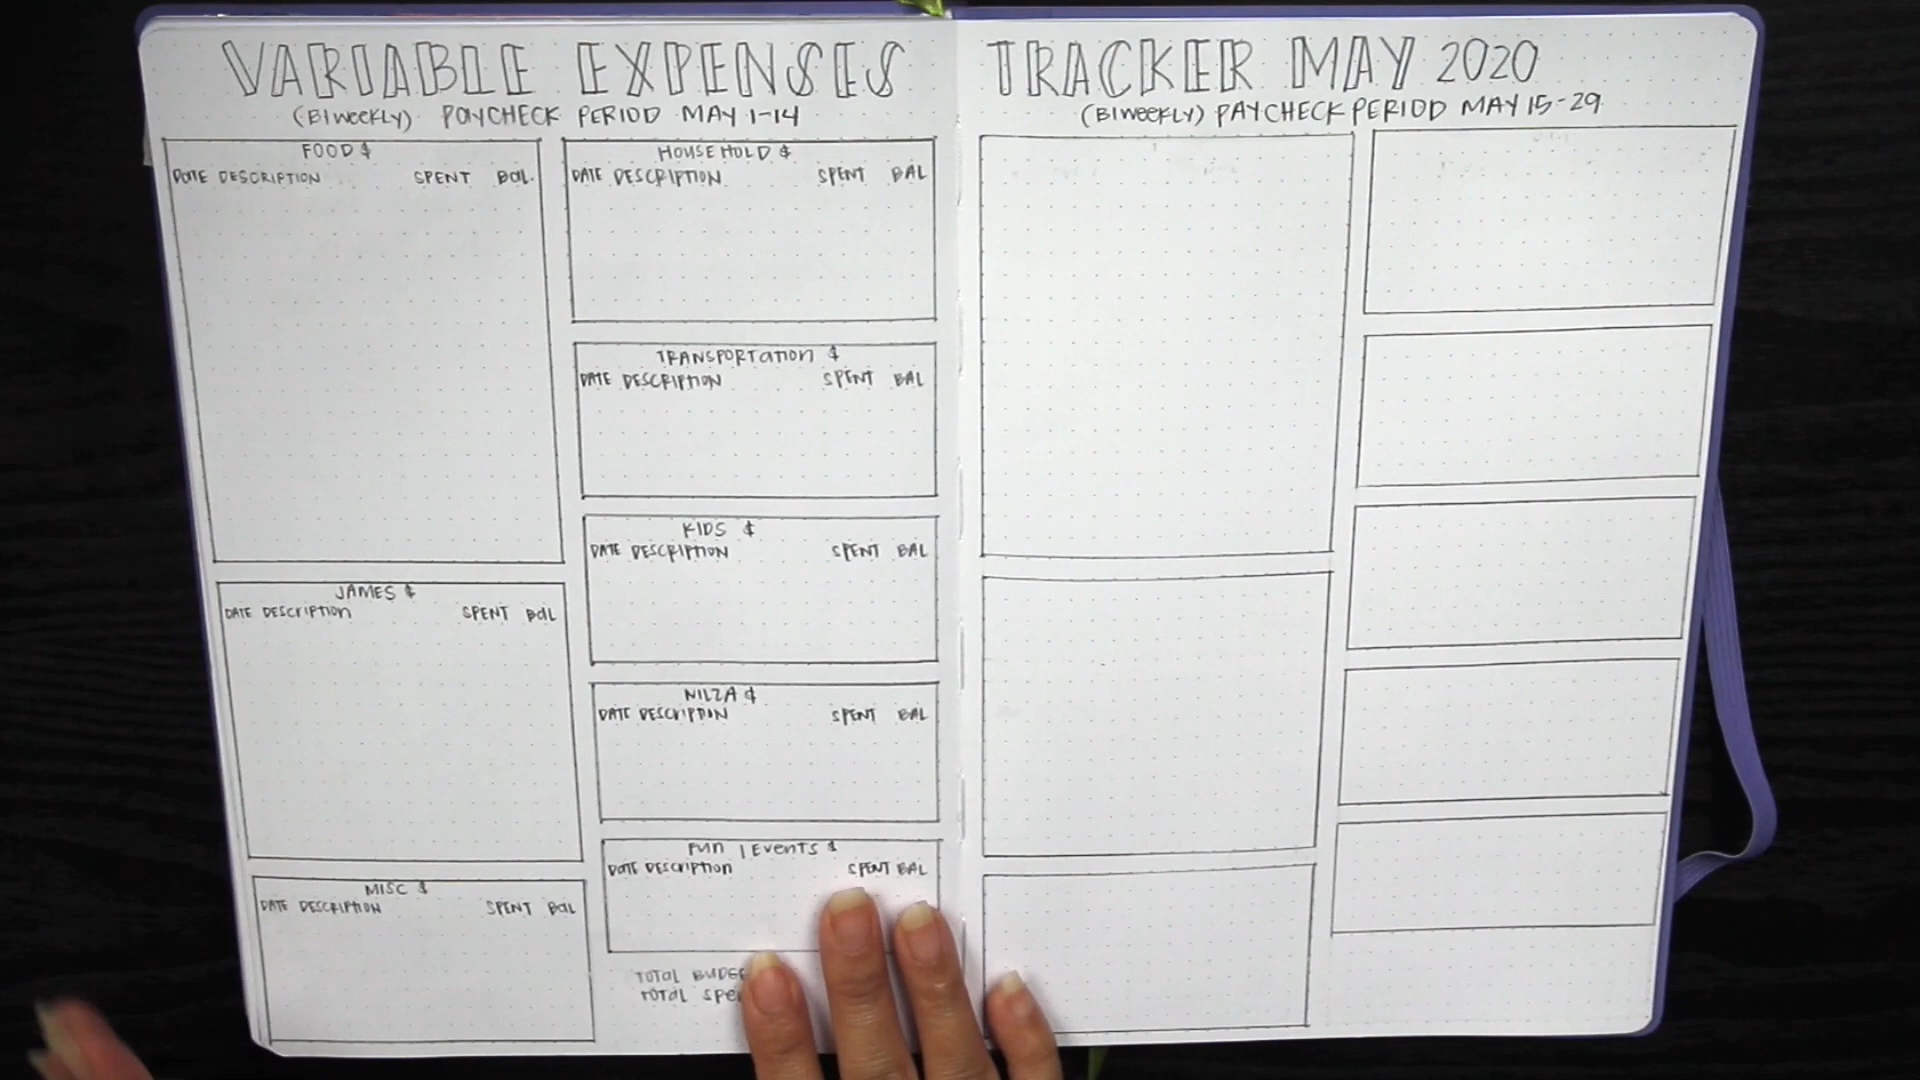 VARIABLE EXPENSES TRACKER MAY 2020
(BIWEEKLY) PAYCHECK PERIOD MAY 1-14
(BIWEEKLY) PAYCHECK PERIOD MAY 15-29
FOOD $
DATE DESCRIPTION SPENT BAL.
JAMES $
DATE DESCRIPTION SPENT BAL
MISC $
DATE DESCRIPTION SPENT BAL
HOUSEHOLD $
DATE DESCRIPTION SPENT BAL
TRANSPORTATION $
DATE DESCRIPTION SPENT BAL
KIDS $
DATE DESCRIPTION SPENT BAL
NILZA $
DATE DESCRIPTION SPENT BAL
FUN / EVENTS $
DATE DESCRIPTION SPENT BAL
TOTAL
TOTAL